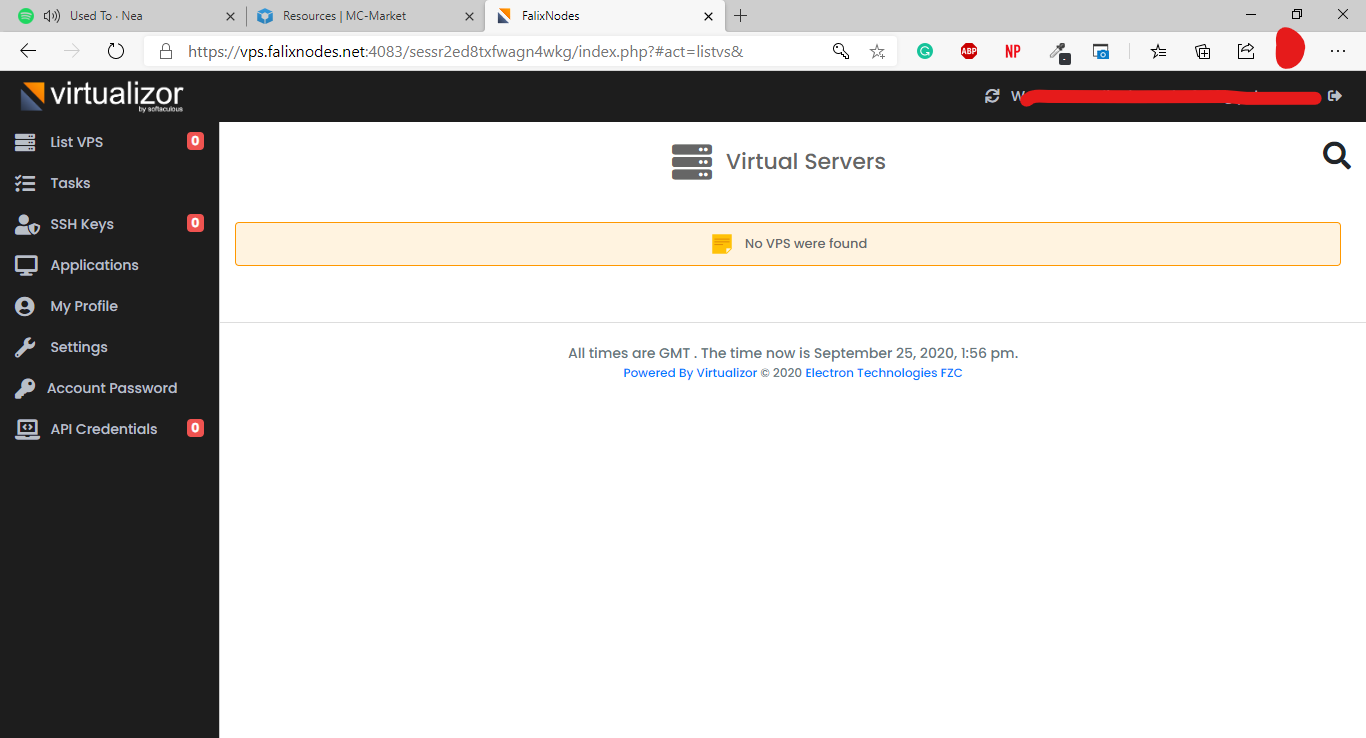 Used To · Nea
Resources | MC-Market
FalixNodes
https://vps.falixnodes.net:4083/sessr2ed8txfwagn4wkg/index.php?#act=listvs&
ABP
NP
virtualizor
by softaculous
W
List VPS 0
Tasks
SSH Keys 0
Applications
My Profile
Settings
Account Password
API Credentials 0
Virtual Servers
No VPS were found
All times are GMT . The time now is September 25, 2020, 1:56 pm.
Powered By Virtualizor © 2020 Electron Technologies FZC